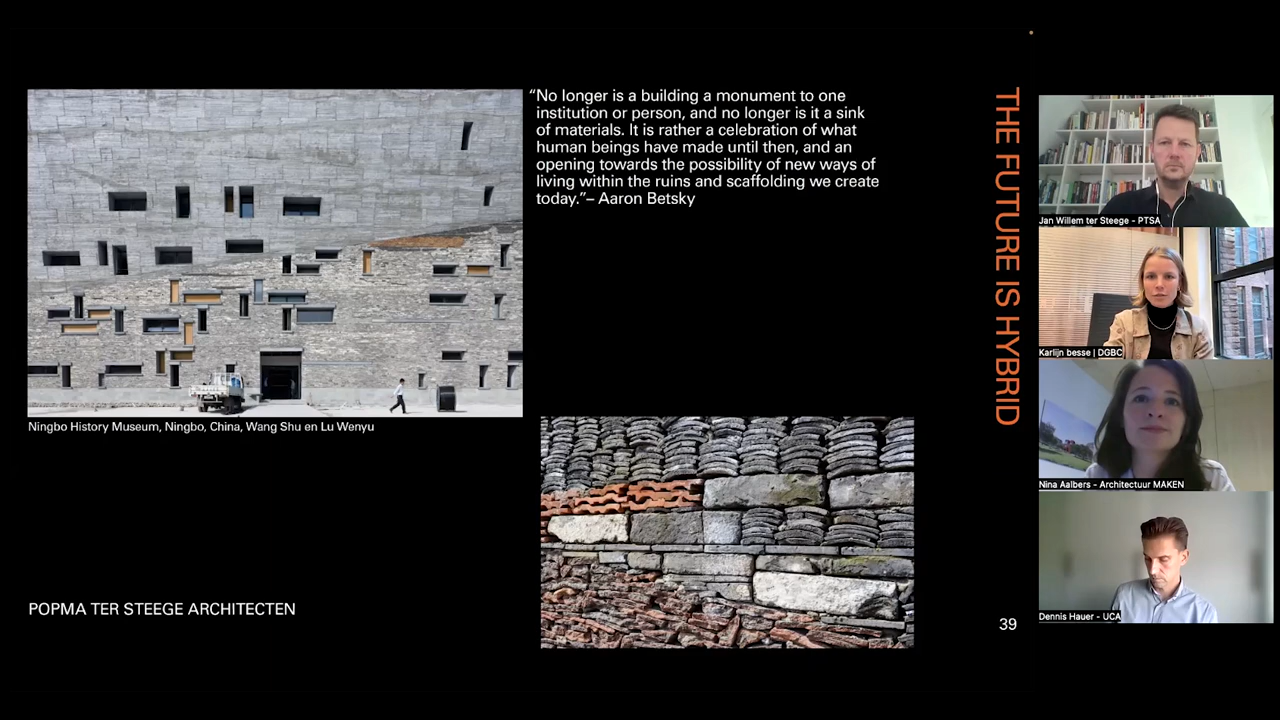 “No longer is a building a monument to one
institution or person, and no longer is it a sink
of materials. It is rather a celebration of what
human beings have made until then, and an
opening towards the possibility of new ways of
living within the ruins and scaffolding we create
today.”– Aaron Betsky
Ningbo History Museum, Ningbo, China, Wang Shu en Lu Wenyu
POPMA TER STEEGE ARCHITECTEN
THE FUTURE IS HYBRID
39
Jan Willem ter Steege - PTSA
Karlijn besse | DGBC
Nina Aalbers - Architectuur MAKEN
Dennis Hauer - UCA